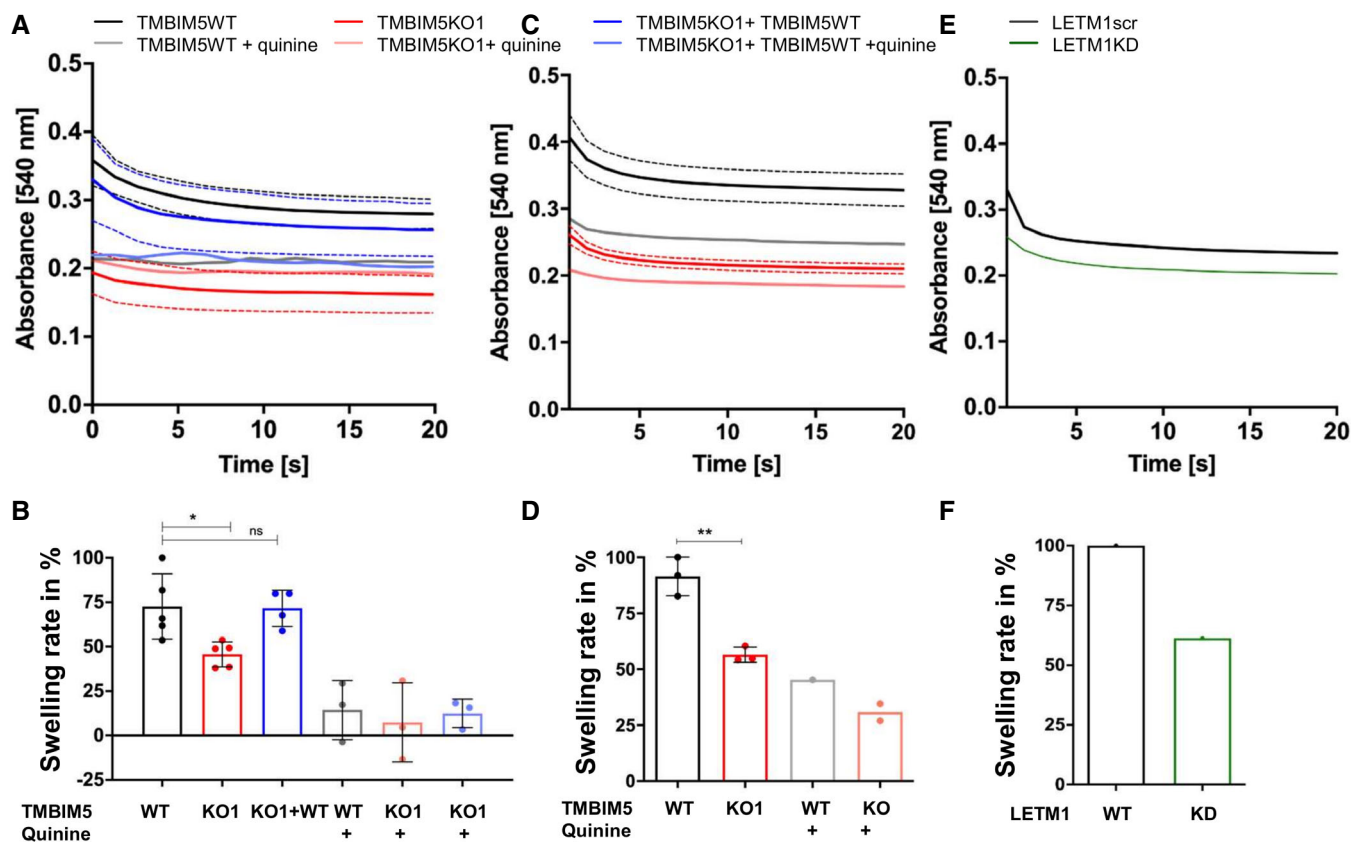 A
TMBIM5WT
TMBIM5KO1
TMBIM5WT + quinine
TMBIM5KO1+ quinine
C
TMBIM5KO1+ TMBIM5WT
TMBIM5KO1+ TMBIM5WT +quinine
E
LETM1scr
LETM1KD
Absorbance [540 nm]
0.5
0.4
0.3
0.2
0.1
0.0
0 5 10 15 20
Time [s]
Absorbance [540 nm]
0.5
0.4
0.3
0.2
0.1
0.0
5 10 15 20
Time [s]
Absorbance [540 nm]
0.5
0.4
0.3
0.2
0.1
0.0
5 10 15 20
Time [s]
B
Swelling rate in %
100
75
50
25
0
-25
*
ns
TMBIM5 WT KO1 KO1+WT WT KO1 KO1
Quinine + + +
D
Swelling rate in %
100
75
50
25
0
**
TMBIM5 WT KO1 WT KO
Quinine + +
F
Swelling rate in %
100
75
50
25
0
LETM1 WT KD